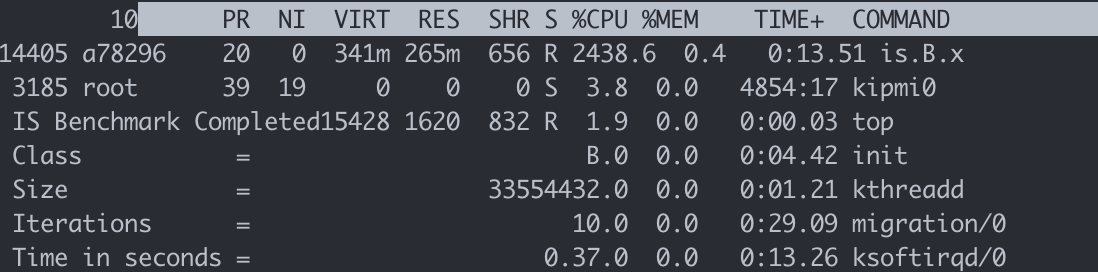 10 PR NI VIRT RES SHR S %CPU %MEM TIME+ COMMAND
14405 a78296 20 0 341m 265m 656 R 2438.6 0.4 0:13.51 is.B.x
3185 root 39 19 0 0 0 S 3.8 0.0 4854:17 kipmi0
IS Benchmark Completed15428 1620 832 R 1.9 0.0 0:00.03 top
Class = B.0 0.0 0:04.42 init
Size = 33554432.0 0.0 0:01.21 kthreadd
Iterations = 10.0 0.0 0:29.09 migration/0
Time in seconds = 0.37.0 0.0 0:13.26 ksoftirqd/0